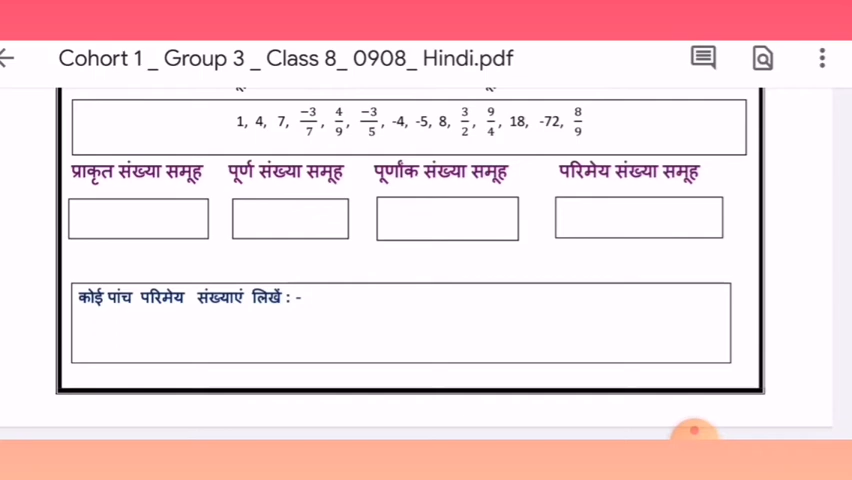 Cohort 1 _ Group 3 _ Class 8_ 0908_ Hindi.pdf
1, 4, 7, −3/7, 4/9, −3/5, -4, -5, 8, 3/2, 9/4, 18, -72, 8/9
प्राकृत संख्या समूह पूर्ण संख्या समूह पूर्णांक संख्या समूह परिमेय संख्या समूह
कोई पांच परिमेय संख्याएं लिखें : -